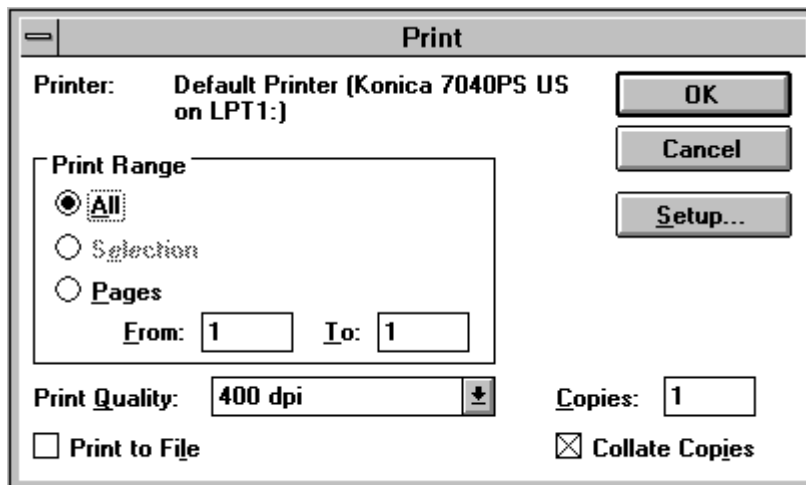 Print
Printer: Default Printer (Konica 7040PS US
on LPT1:)
OK
Cancel
Setup...
Print Range
All
Selection
Pages
From: 1 To: 1
Print Quality: 400 dpi
Copies: 1
Print to File
Collate Copies